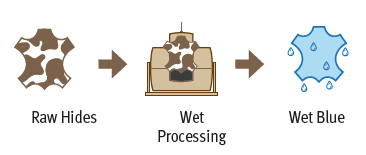 Raw Hides
Wet
Processing
Wet Blue